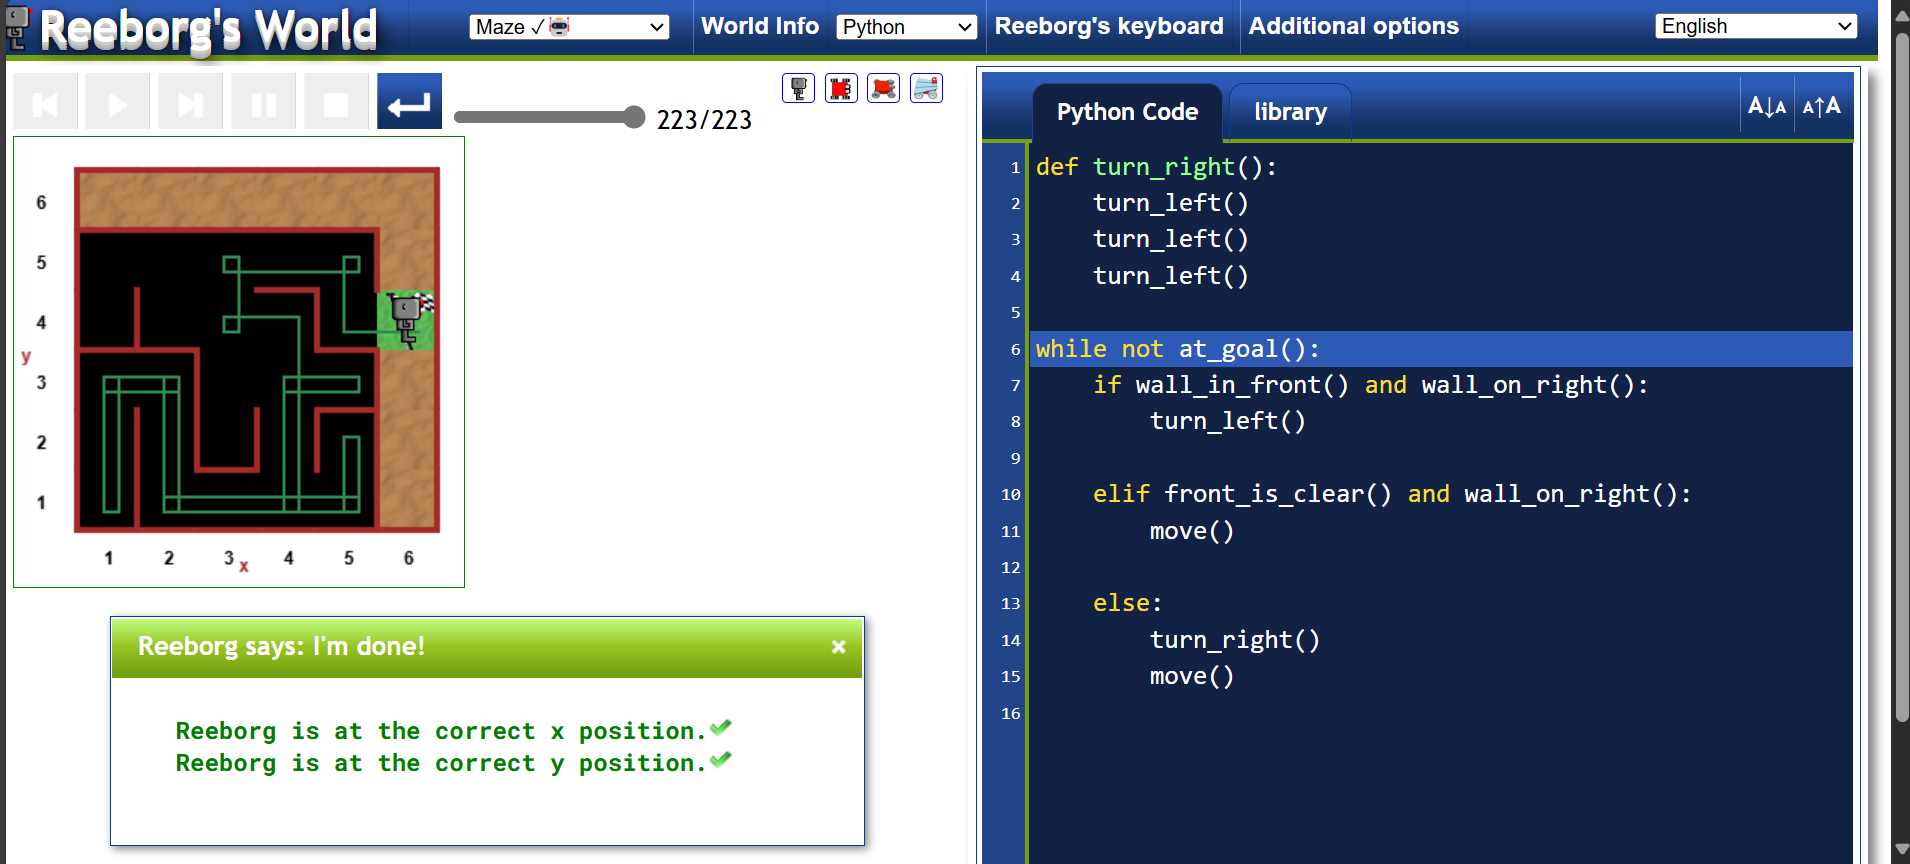 Reeborg's World
Maze ✓🤖
World Info
Python
Reeborg's keyboard
Additional options
English
223/223
Python Code
library
A↓A
A↑A
6
5
4
y
3
2
1
1 2 3 x 4 5 6
Reeborg says: I'm done!
×
Reeborg is at the correct x position.
Reeborg is at the correct y position.
1 def turn_right():
2     turn_left()
3     turn_left()
4     turn_left()
5
6 while not at_goal():
7     if wall_in_front() and wall_on_right():
8         turn_left()
9
10     elif front_is_clear() and wall_on_right():
11         move()
12
13     else:
14         turn_right()
15         move()
16